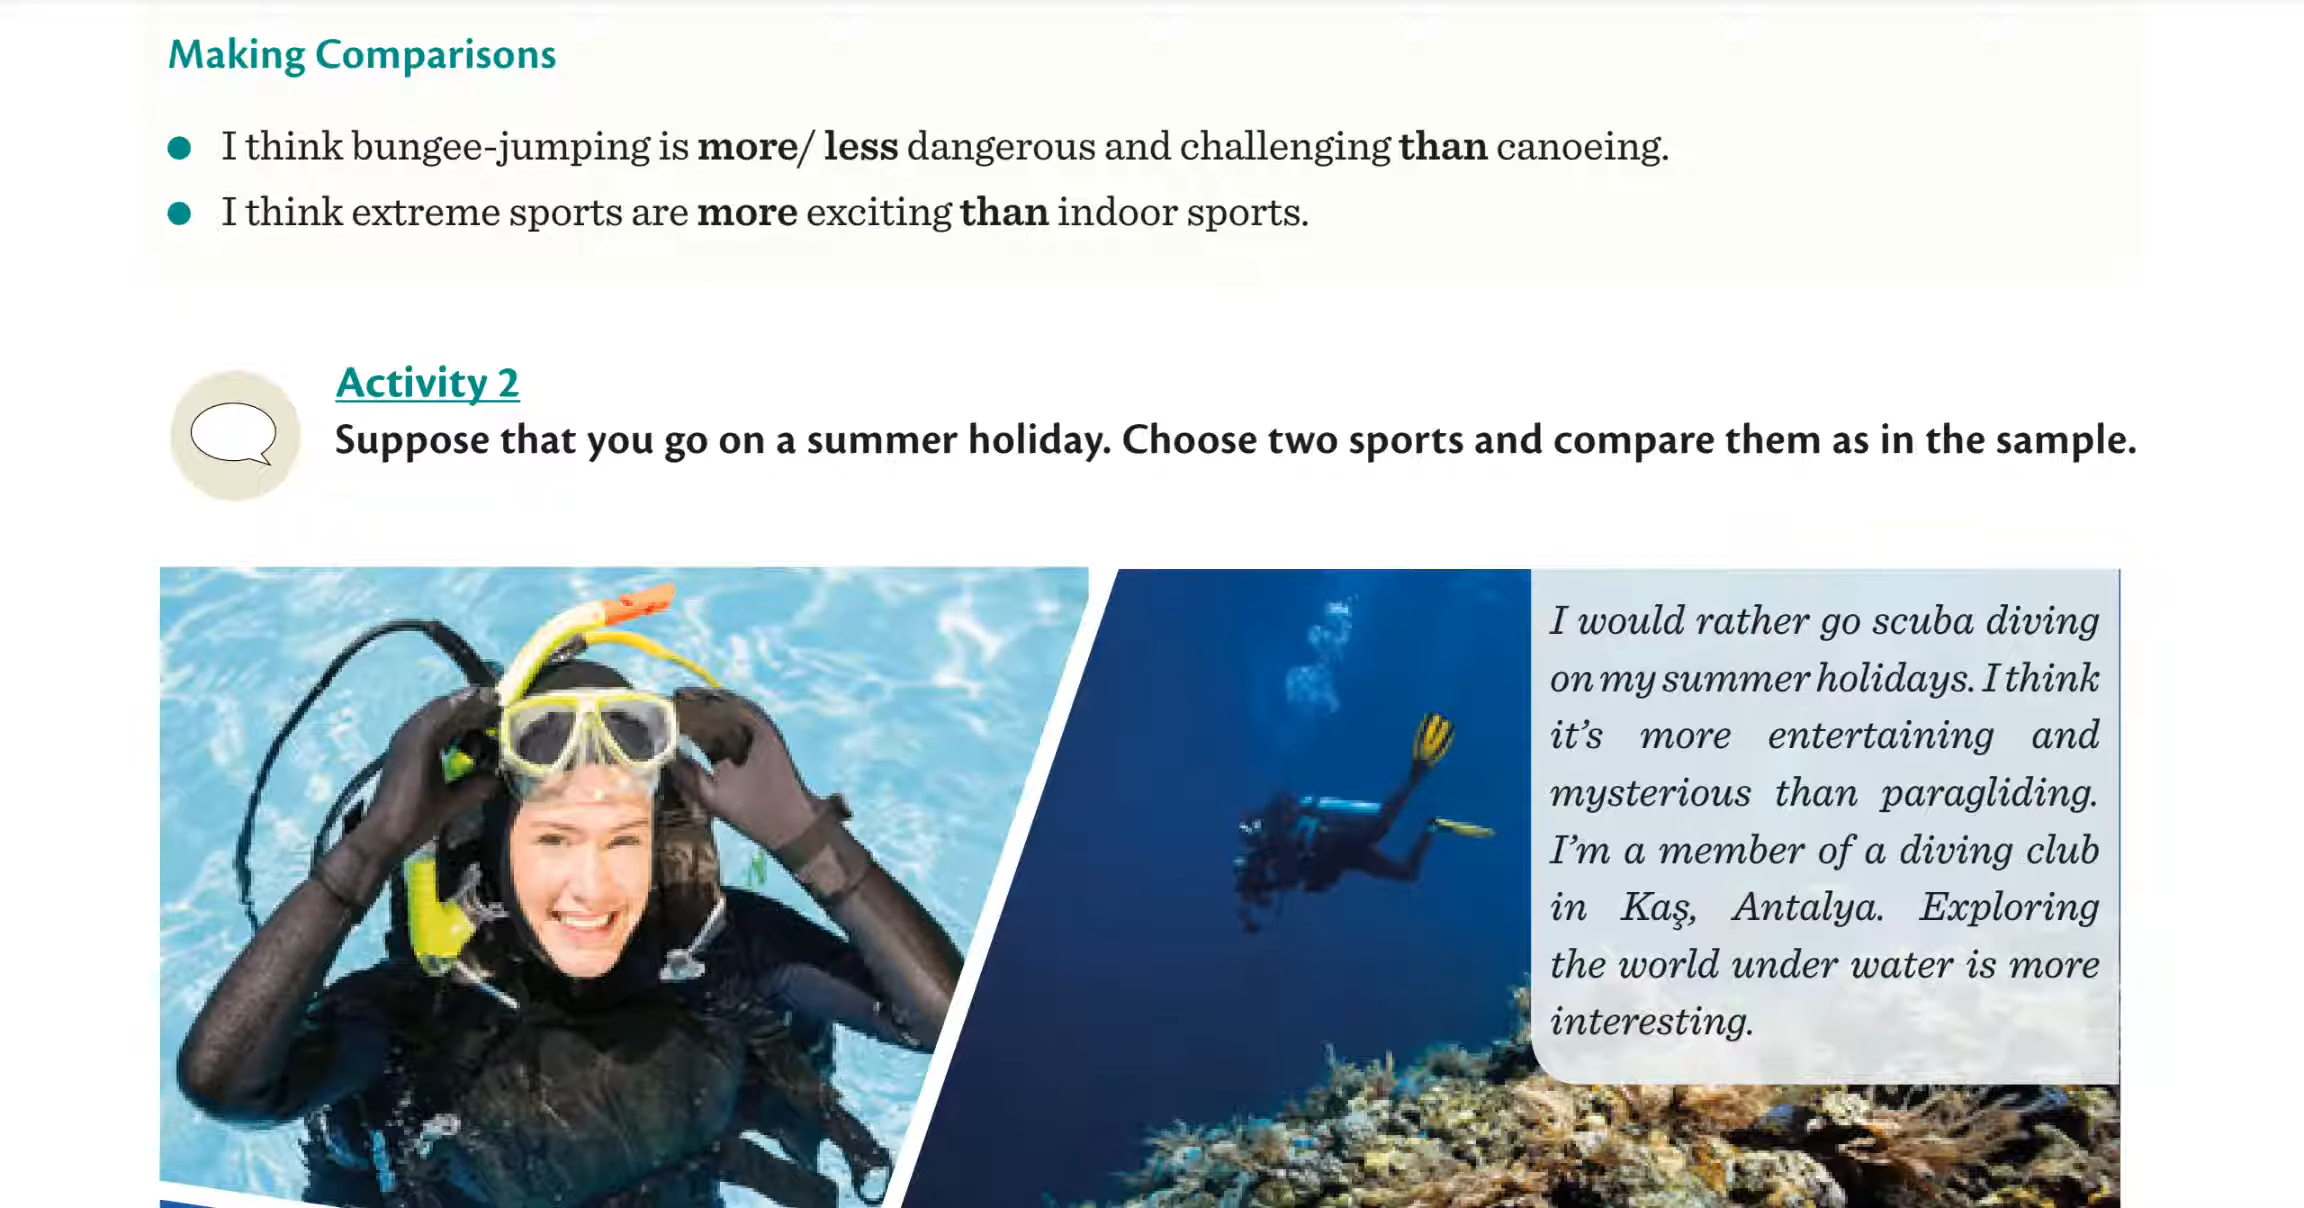 Making Comparisons
I think bungee-jumping is more/ less dangerous and challenging than canoeing.
I think extreme sports are more exciting than indoor sports.
Activity 2
Suppose that you go on a summer holiday. Choose two sports and compare them as in the sample.
I would rather go scuba diving
on my summer holidays. I think
it's more entertaining and
mysterious than paragliding.
I'm a member of a diving club
in Kaş, Antalya. Exploring
the world under water is more
interesting.